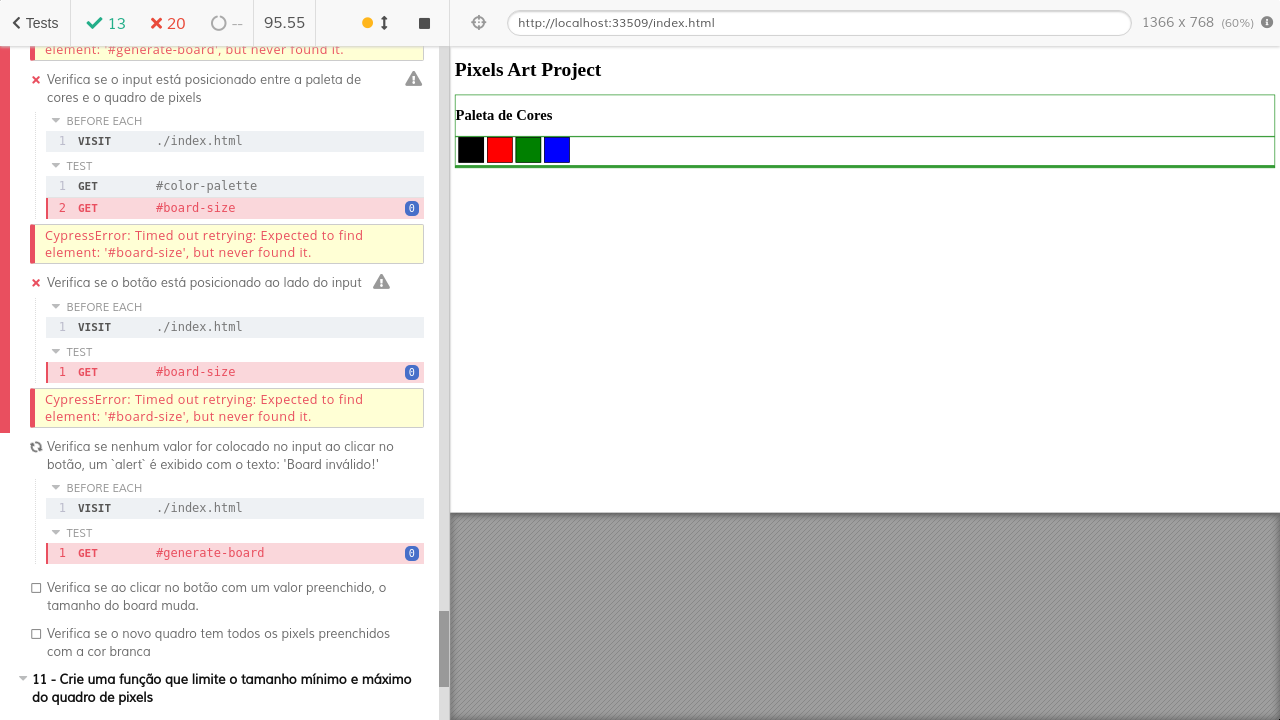 Tests
13
20
--
95.55
http://localhost:33509/index.html
1366 x 768 (60%)
element: '#generate-board', but never found it.
Verifica se o input está posicionado entre a paleta de
cores e o quadro de pixels
BEFORE EACH
1 VISIT ./index.html
TEST
1 GET #color-palette
2 GET #board-size 0
CypressError: Timed out retrying: Expected to find
element: '#board-size', but never found it.
Verifica se o botão está posicionado ao lado do input
BEFORE EACH
1 VISIT ./index.html
TEST
1 GET #board-size 0
CypressError: Timed out retrying: Expected to find
element: '#board-size', but never found it.
Verifica se nenhum valor for colocado no input ao clicar no
botão, um `alert` é exibido com o texto: 'Board inválido!'
BEFORE EACH
1 VISIT ./index.html
TEST
1 GET #generate-board 0
Verifica se ao clicar no botão com um valor preenchido, o
tamanho do board muda.
Verifica se o novo quadro tem todos os pixels preenchidos
com a cor branca
11 - Crie uma função que limite o tamanho mínimo e máximo
do quadro de pixels
Pixels Art Project
Paleta de Cores